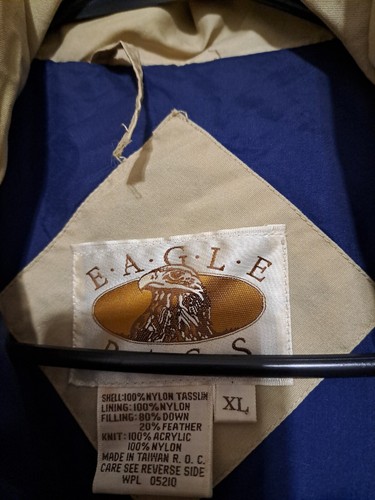 E·A·G·L·E
SHELL:100%NYLON TASSLIN
LINING:100%NYLON
FILLING:80% DOWN
20% FEATHER
KNIT:100% ACRYLIC
100% NYLON
MADE IN TAIWAN R.O.C.
CARE SEE REVERSE SIDE
WPL 05210
XL